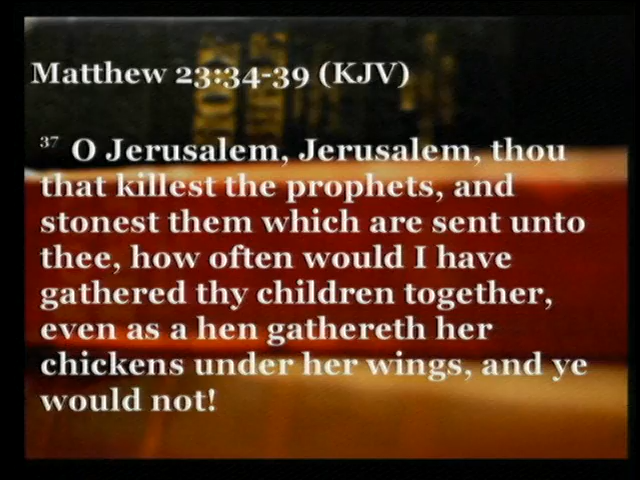 Matthew 23:34-39 (KJV)
37 O Jerusalem, Jerusalem, thou
that killest the prophets, and
stonest them which are sent unto
thee, how often would I have
gathered thy children together,
even as a hen gathereth her
chickens under her wings, and ye
would not!